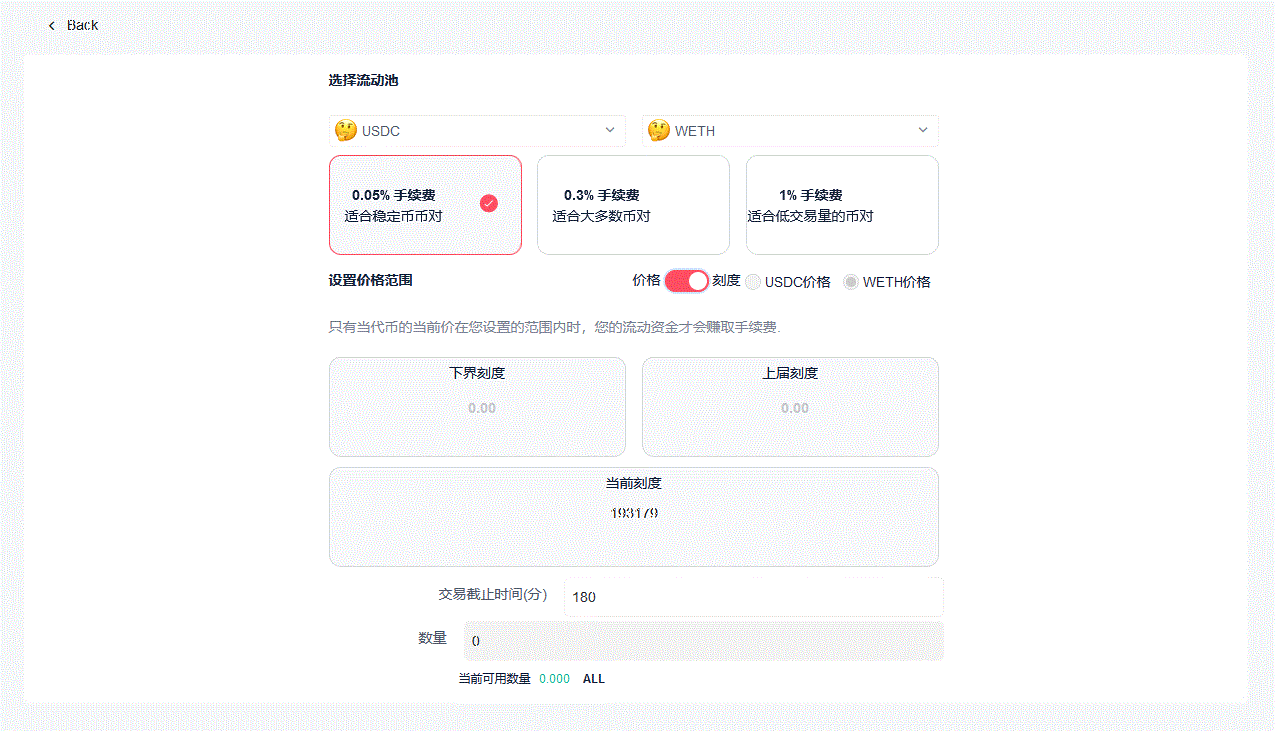 Back
选择流动池
USDC WETH
0.05% 手续费 0.3% 手续费 1% 手续费
适合稳定币币对 适合大多数币对 适合低交易量的币对
设置价格范围 价格 刻度 USDC价格 WETH价格
只有当代币的当前价在您设置的范围内时，您的流动资金才会赚取手续费.
下界刻度 上届刻度
0.00 0.00
当前刻度
193179
交易截止时间(分) 180
数量 0
当前可用数量 0.000 ALL